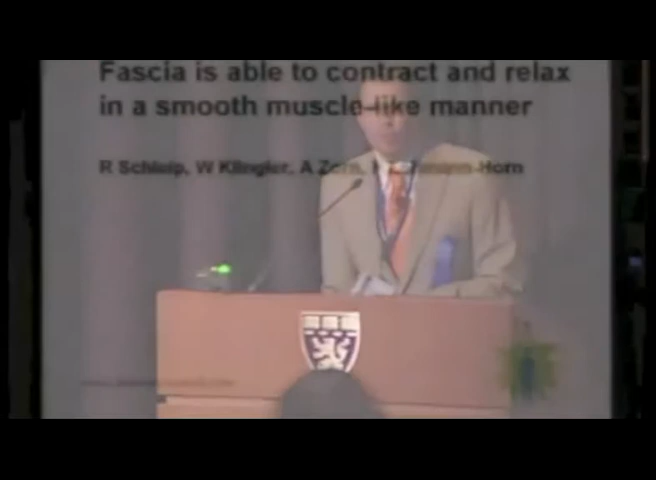 Fascia is able to contract and relax
in a smooth muscle-like manner
R Schleip, W Klingler, A Zorn,